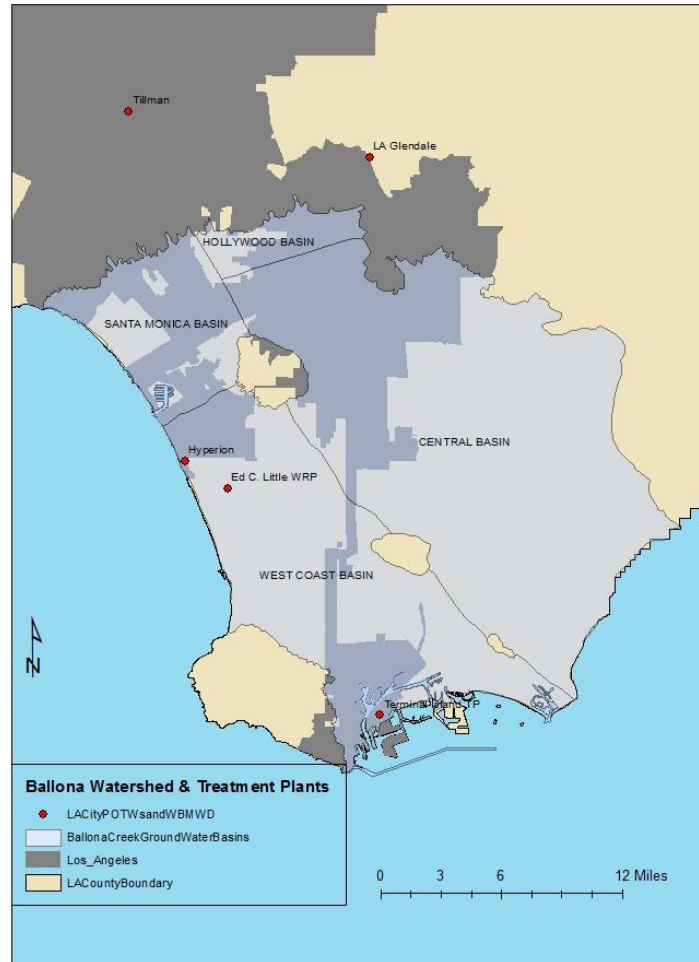 Tillman
LA Glendale
HOLLYWOOD BASIN
SANTA MONICA BASIN
CENTRAL BASIN
Hyperion
Ed C. Little WRP
WEST COAST BASIN
Terminal Island TP
N
Ballona Watershed & Treatment Plants
LACityPOTWsandWBMWD
BallonaCreekGroundWaterBasins
Los_Angeles
LACountyBoundary
0 3 6 12 Miles